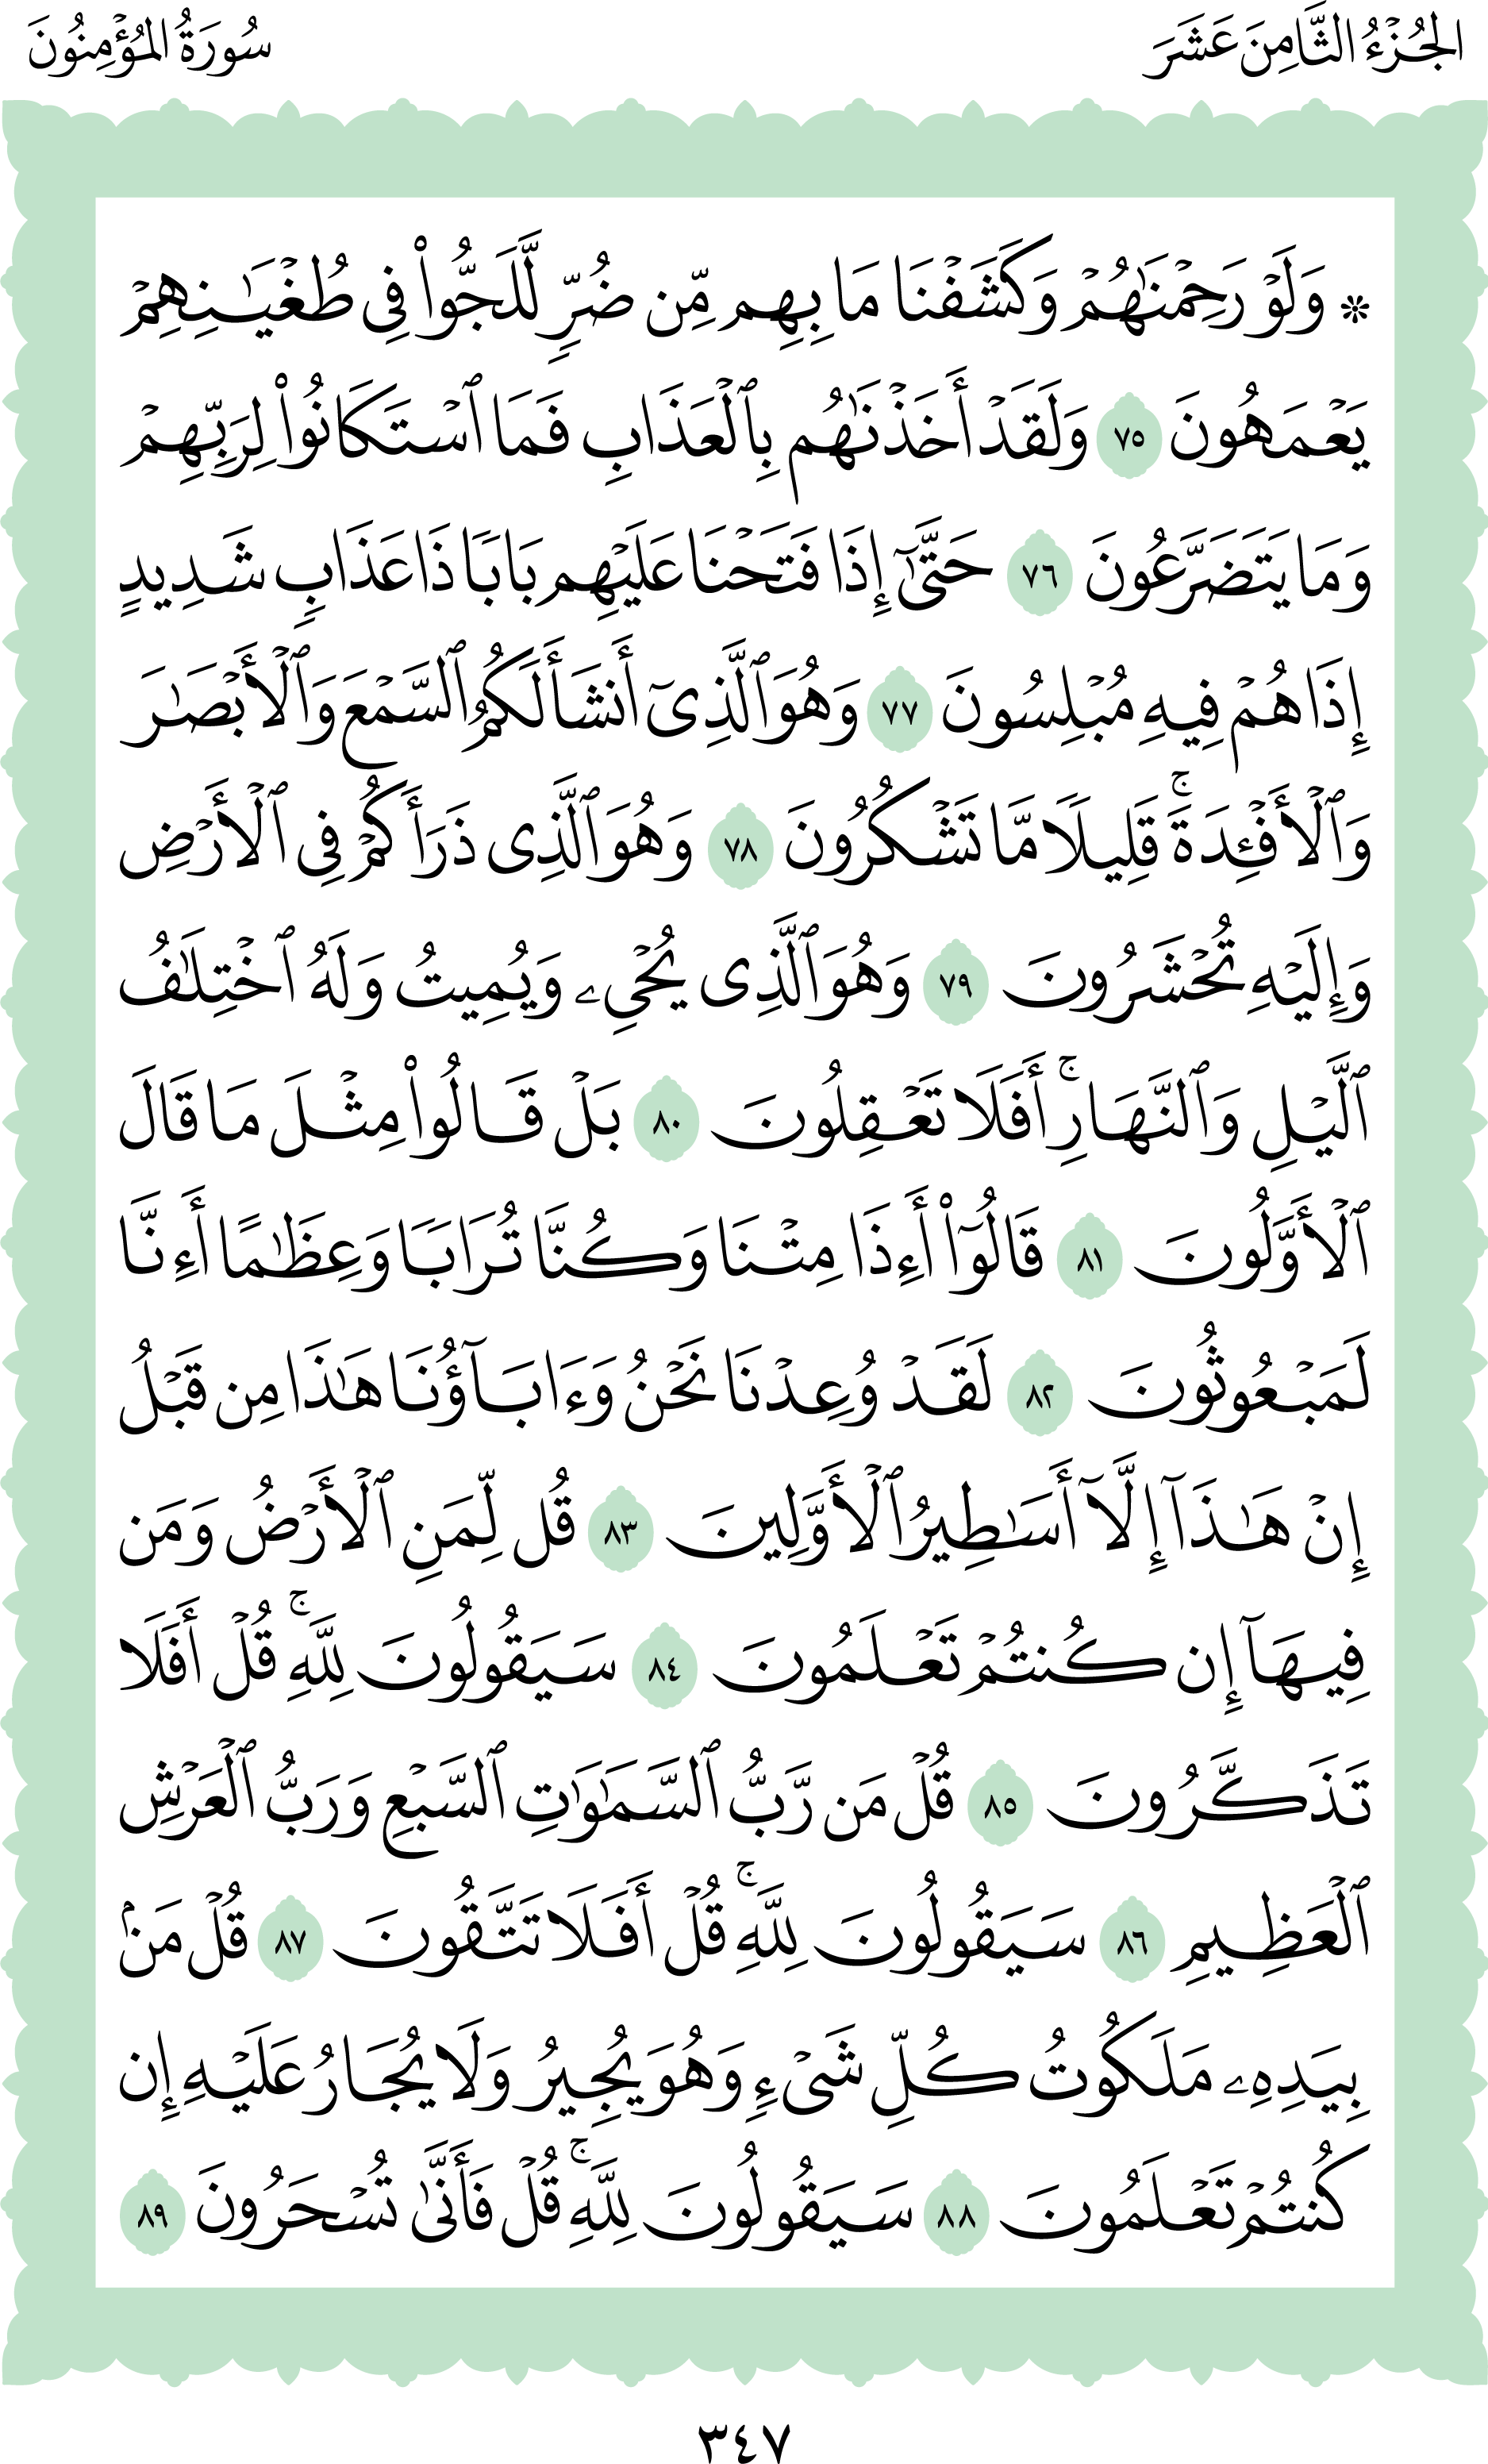 الجُزْءُ الثَّامِنَ عَشَرَ
سُورَةُ المُؤْمِنُونَ
۞ وَلَوْ رَحِمْنَٰهُمْ وَكَشَفْنَا مَا بِهِم مِّن ضُرٍّ لَّلَجُّوا۟ فِى طُغْيَٰنِهِمْ
يَعْمَهُونَ ٧٥ وَلَقَدْ أَخَذْنَٰهُم بِٱلْعَذَابِ فَمَا ٱسْتَكَانُوا۟ لِرَبِّهِمْ
وَمَا يَتَضَرَّعُونَ ٧٦ حَتَّىٰٓ إِذَا فَتَحْنَا عَلَيْهِم بَابًا ذَا عَذَابٍ شَدِيدٍ
إِذَا هُمْ فِيهِ مُبْلِسُونَ ٧٧ وَهُوَ ٱلَّذِىٓ أَنشَأَ لَكُمُ ٱلسَّمْعَ وَٱلْأَبْصَٰرَ
وَٱلْأَفْـِٔدَةَ ۚ قَلِيلًا مَّا تَشْكُرُونَ ٧٨ وَهُوَ ٱلَّذِى ذَرَأَكُمْ فِى ٱلْأَرْضِ
وَإِلَيْهِ تُحْشَرُونَ ٧٩ وَهُوَ ٱلَّذِى يُحْىِۦ وَيُمِيتُ وَلَهُ ٱخْتِلَٰفُ
ٱلَّيْلِ وَٱلنَّهَارِ ۚ أَفَلَا تَعْقِلُونَ ٨٠ بَلْ قَالُوا۟ مِثْلَ مَا قَالَ
ٱلْأَوَّلُونَ ٨١ قَالُوٓا۟ أَءِذَا مِتْنَا وَكُنَّا تُرَابًا وَعِظَٰمًا أَءِنَّا
لَمَبْعُوثُونَ ٨٢ لَقَدْ وُعِدْنَا نَحْنُ وَءَابَآؤُنَا هَٰذَا مِن قَبْلُ
إِنْ هَٰذَآ إِلَّآ أَسَٰطِيرُ ٱلْأَوَّلِينَ ٨٣ قُل لِّمَنِ ٱلْأَرْضُ وَمَن
فِيهَآ إِن كُنتُمْ تَعْلَمُونَ ٨٤ سَيَقُولُونَ لِلَّهِ ۚ قُلْ أَفَلَا
تَذَكَّرُونَ ٨٥ قُلْ مَن رَّبُّ ٱلسَّمَٰوَٰتِ ٱلسَّبْعِ وَرَبُّ ٱلْعَرْشِ
ٱلْعَظِيمِ ٨٦ سَيَقُولُونَ لِلَّهِ ۚ قُلْ أَفَلَا تَتَّقُونَ ٨٧ قُلْ مَنۢ
بِيَدِهِۦ مَلَكُوتُ كُلِّ شَىْءٍ وَهُوَ يُجِيرُ وَلَا يُجَارُ عَلَيْهِ إِن
كُنتُمْ تَعْلَمُونَ ٨٨ سَيَقُولُونَ لِلَّهِ ۚ قُلْ فَأَنَّىٰ تُسْحَرُونَ ٨٩
٣٤٧